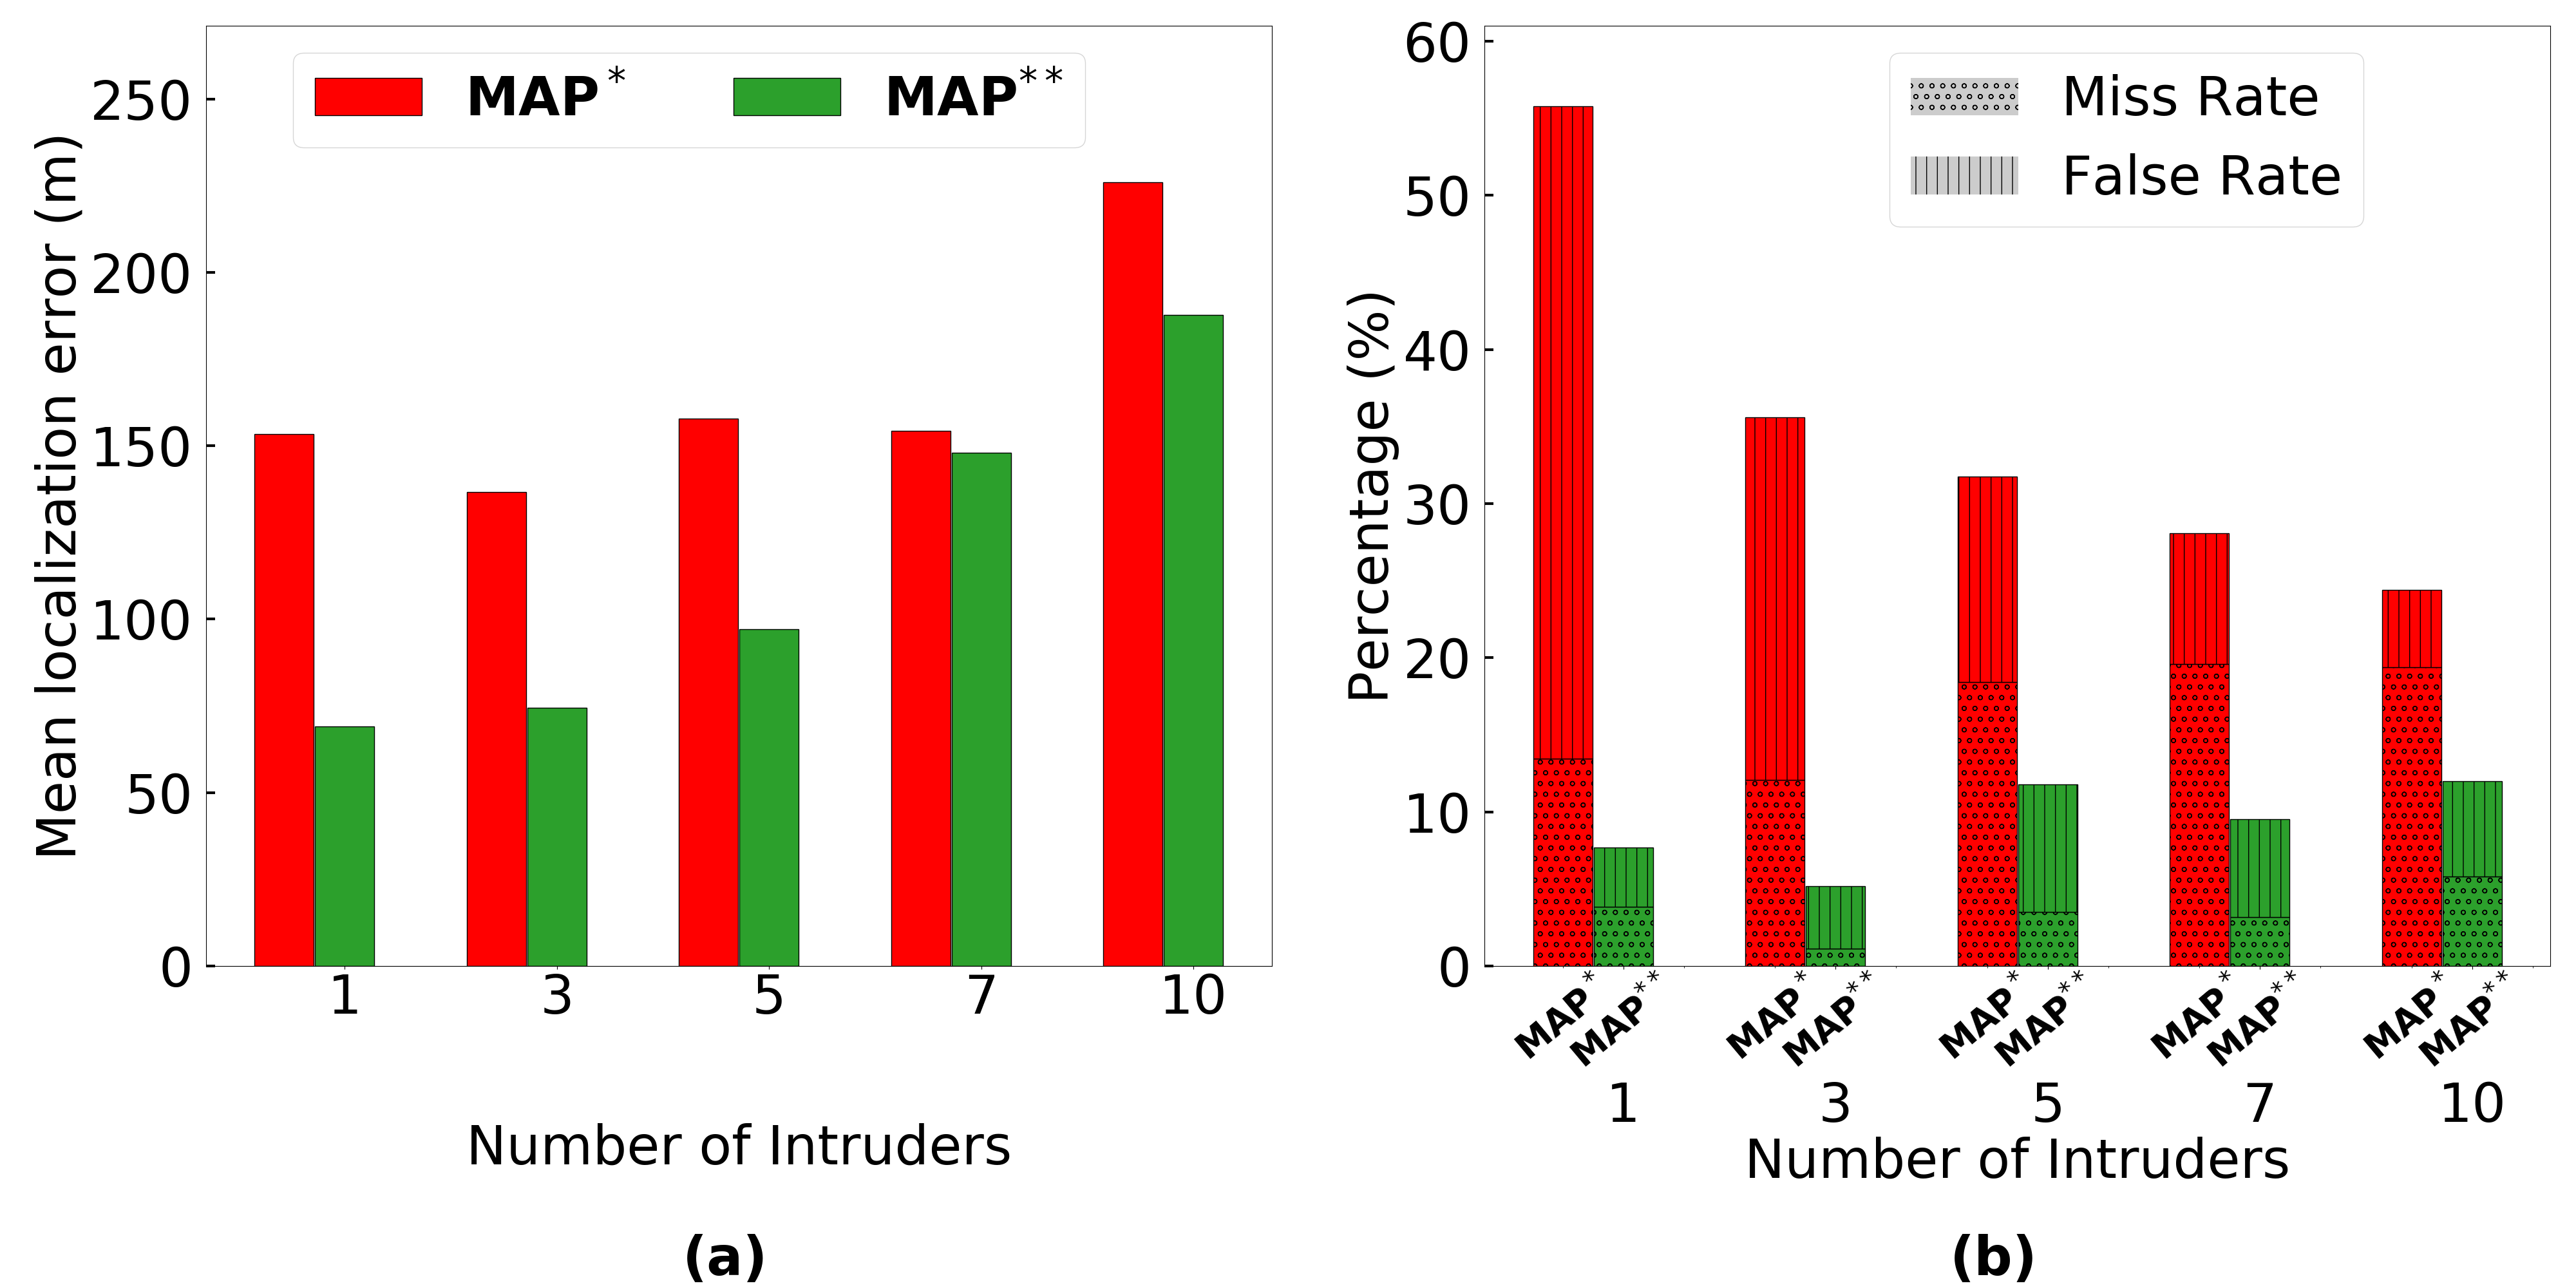 MAP* MAP**
250
200
150
100
50
0
Mean localization error (m)
1 3 5 7 10
Number of Intruders
(a)
Miss Rate
False Rate
60
50
40
30
20
10
0
Percentage (%)
MAP* MAP** MAP* MAP** MAP* MAP** MAP* MAP** MAP* MAP**
1 3 5 7 10
Number of Intruders
(b)